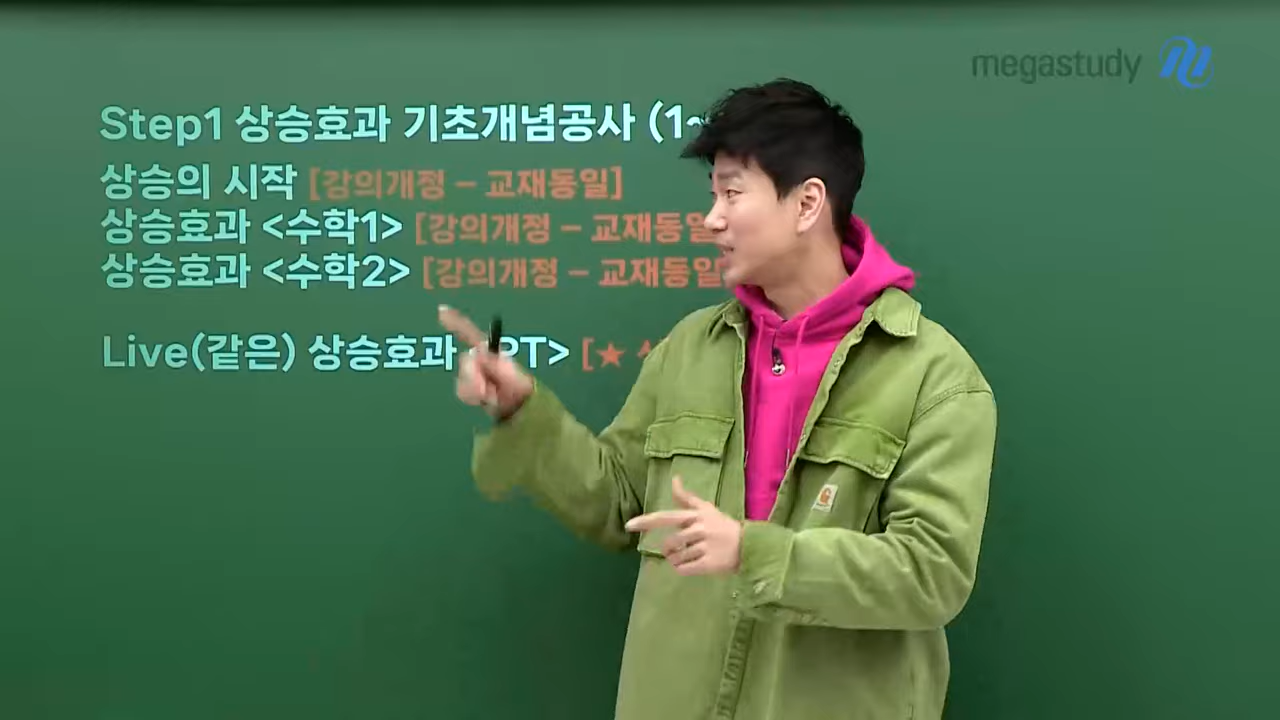 megastudy
Step1 상승효과 기초개념공사 (1~
상승의 시작 [강의개정 – 교재동일]
상승효과 <수학1> [강의개정 – 교재동일
상승효과 <수학2> [강의개정 – 교재동일
Live(같은) 상승효과 PT> [★